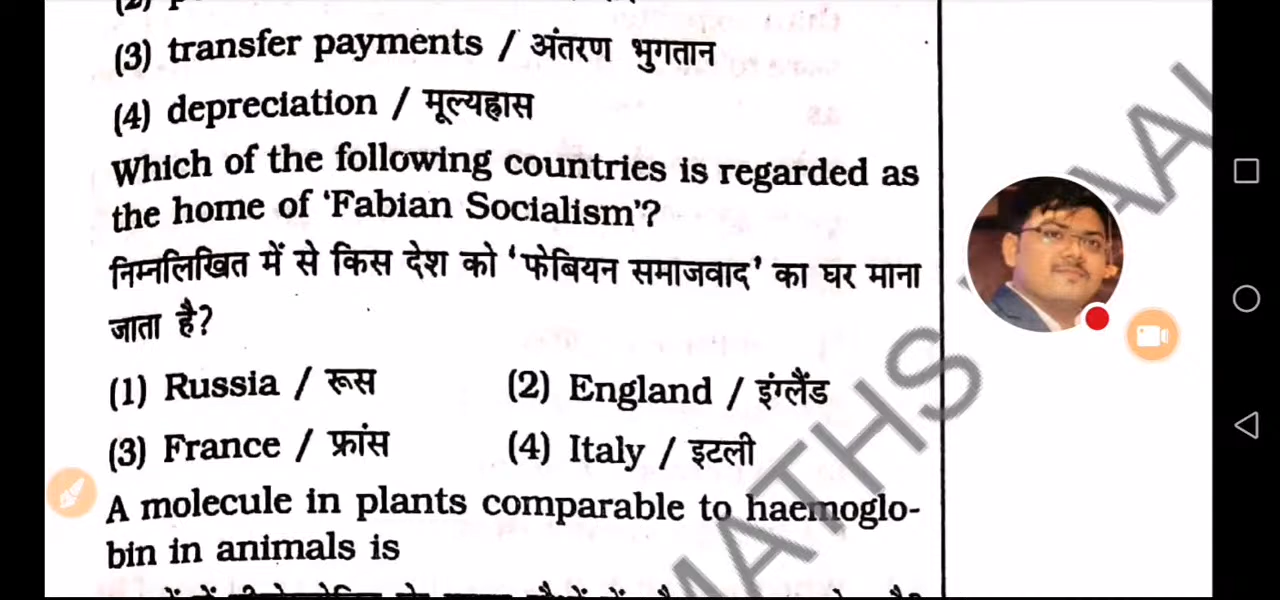 (3) transfer payments / अंतरण भुगतान
(4) depreciation / मूल्यह्रास
Which of the following countries is regarded as
the home of ‘Fabian Socialism’?
निम्नलिखित में से किस देश को ‘फेबियन समाजवाद’ का घर माना
जाता है?
(1) Russia / रूस (2) England / इंग्लैंड
(3) France / फ्रांस (4) Italy / इटली
A molecule in plants comparable to haemoglo-
bin in animals is
MATHS